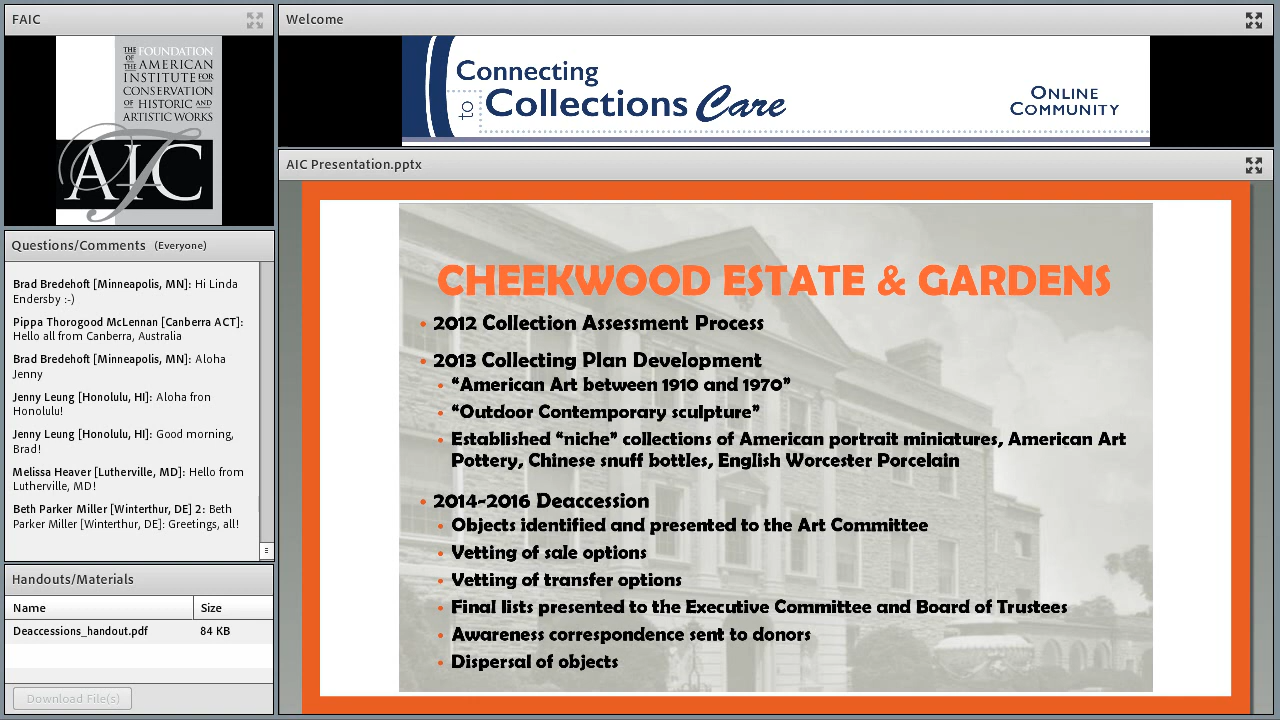 FAIC
THE FOUNDATION
OF THE AMERICAN
INSTITUTE FOR
CONSERVATION
OF HISTORIC AND
ARTISTIC WORKS
AIC
Questions/Comments (Everyone)
Brad Bredehoft [Minneapolis, MN]: Hi Linda
Endersby :-)
Pippa Thorogood McLennan [Canberra ACT]:
Hello all from Canberra, Australia
Brad Bredehoft [Minneapolis, MN]: Aloha
Jenny
Jenny Leung [Honolulu, HI]: Aloha fron
Honolulu!
Jenny Leung [Honolulu, HI]: Good morning,
Brad!
Melissa Heaver [Lutherville, MD]: Hello from
Lutherville, MD!
Beth Parker Miller [Winterthur, DE] 2: Beth
Parker Miller [Winterthur, DE]: Greetings, all!
Handouts/Materials
Name Size
Deaccessions_handout.pdf 84 KB
Download File(s)
Welcome
Connecting
to Collections Care
ONLINE
COMMUNITY
AIC Presentation.pptx
CHEEKWOOD ESTATE & GARDENS
• 2012 Collection Assessment Process
• 2013 Collecting Plan Development
• “American Art between 1910 and 1970”
• “Outdoor Contemporary sculpture”
• Established “niche” collections of American portrait miniatures, American Art
Pottery, Chinese snuff bottles, English Worcester Porcelain
• 2014-2016 Deaccession
• Objects identified and presented to the Art Committee
• Vetting of sale options
• Vetting of transfer options
• Final lists presented to the Executive Committee and Board of Trustees
• Awareness correspondence sent to donors
• Dispersal of objects